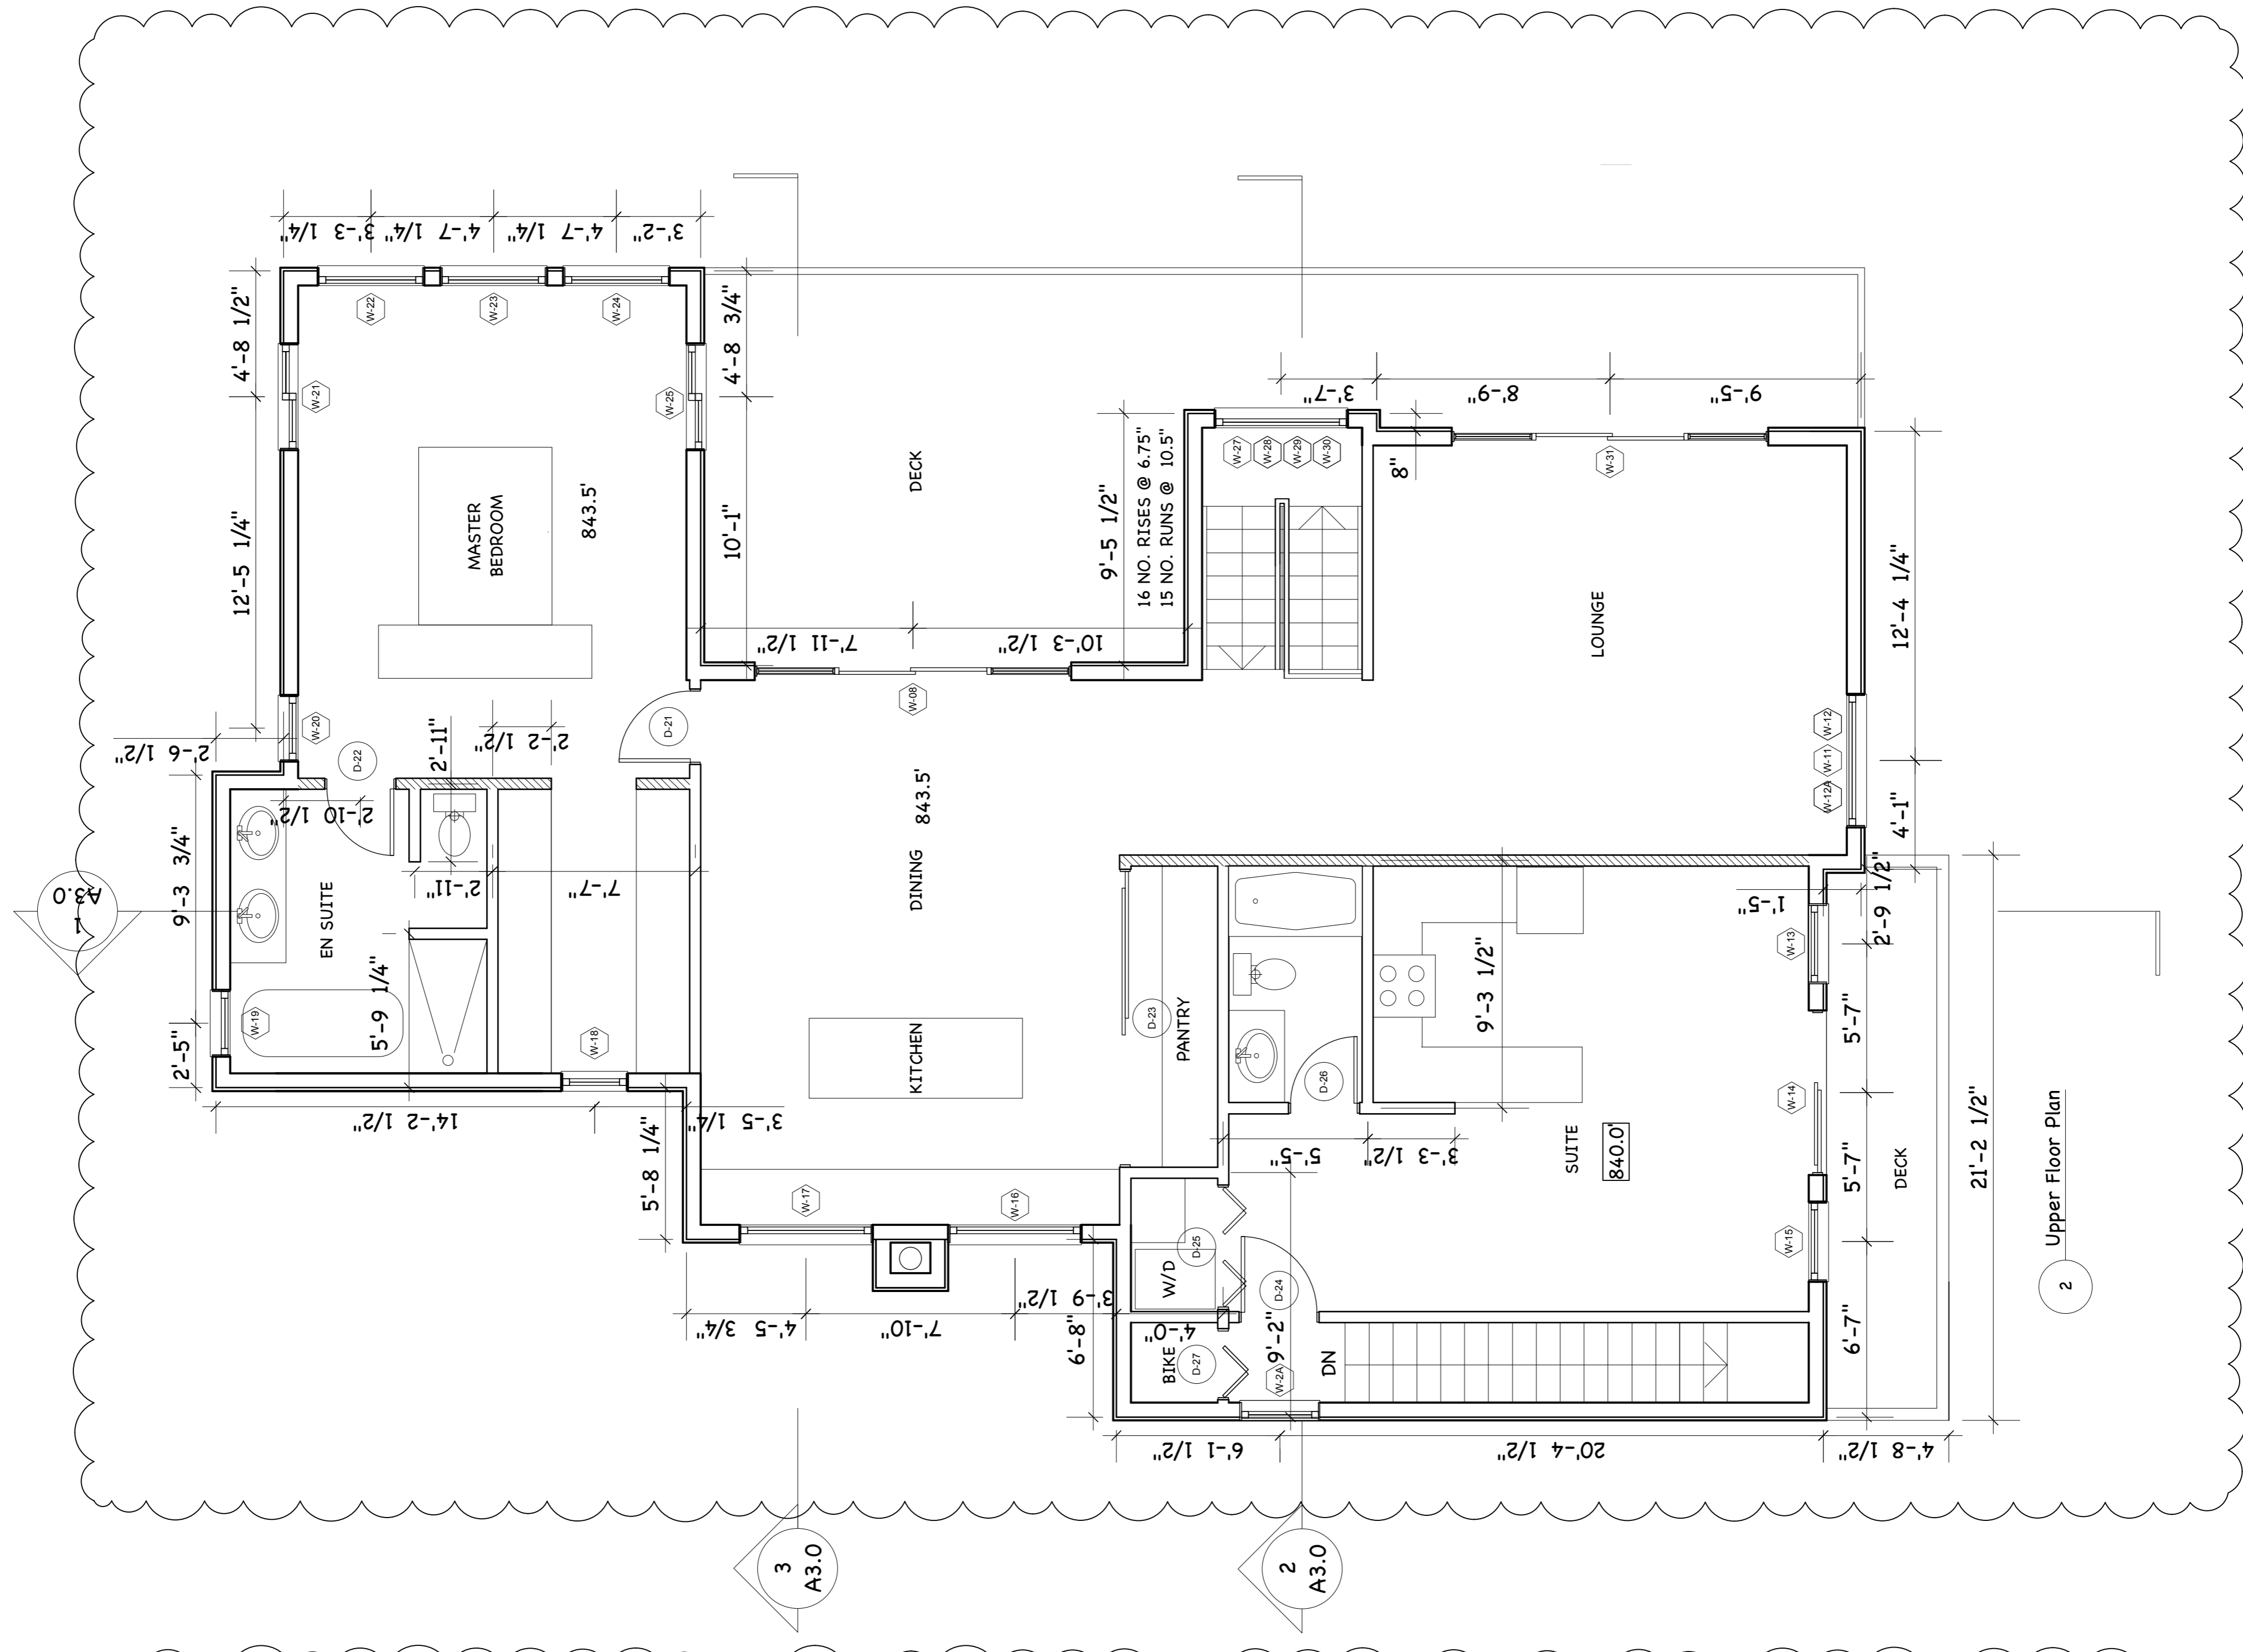 3'-3 1/4"
4'-7 1/4"
4'-7 1/4"
3'-2"
4'-8 1/2"
12'-5 1/4"
2'-6 1/2"
9'-3 3/4"
2'-5"
W-22
W-23
W-24
W-21
W-25
4'-8 3/4"
10'-1"
MASTER
BEDROOM
843.5'
W-20
D-22
2'-11"
2'-2 1/2"
D-21
2'-10 1/2"
1
A3.0
EN SUITE
2'-11"
7'-7"
5'-9 1/4"
W-19
W-18
14'-2 1/2"
3'-5 1/4"
5'-8 1/4"
DECK
7'-11 1/2"
10'-3 1/2"
W-08
9'-5 1/2"
16 NO. RISES @ 6.75"
15 NO. RUNS @ 10.5"
W-27
W-28
W-29
W-30
3'-7"
8'-9"
9'-5"
8"
W-31
LOUNGE
12'-4 1/4"
4'-1"
W-12
W-11
W-12A
DINING 843.5'
KITCHEN
D-23
PANTRY
W-17
W-16
4'-5 3/4"
7'-10"
3'-9 1/2"
6'-8"
4'-0"
9'-3 1/2"
1'-5"
2'-9 1/2"
W-13
5'-7"
W-14
5'-7"
W-15
6'-7"
D-26
5'-5"
3'-3 1/2"
SUITE
840.0'
DECK
21'-2 1/2"
W/D
D-25
D-24
9'-2"
BIKE
D-27
W-2A
DN
6'-1 1/2"
20'-4 1/2"
4'-8 1/2"
3
A3.0
2
A3.0
2
Upper Floor Plan